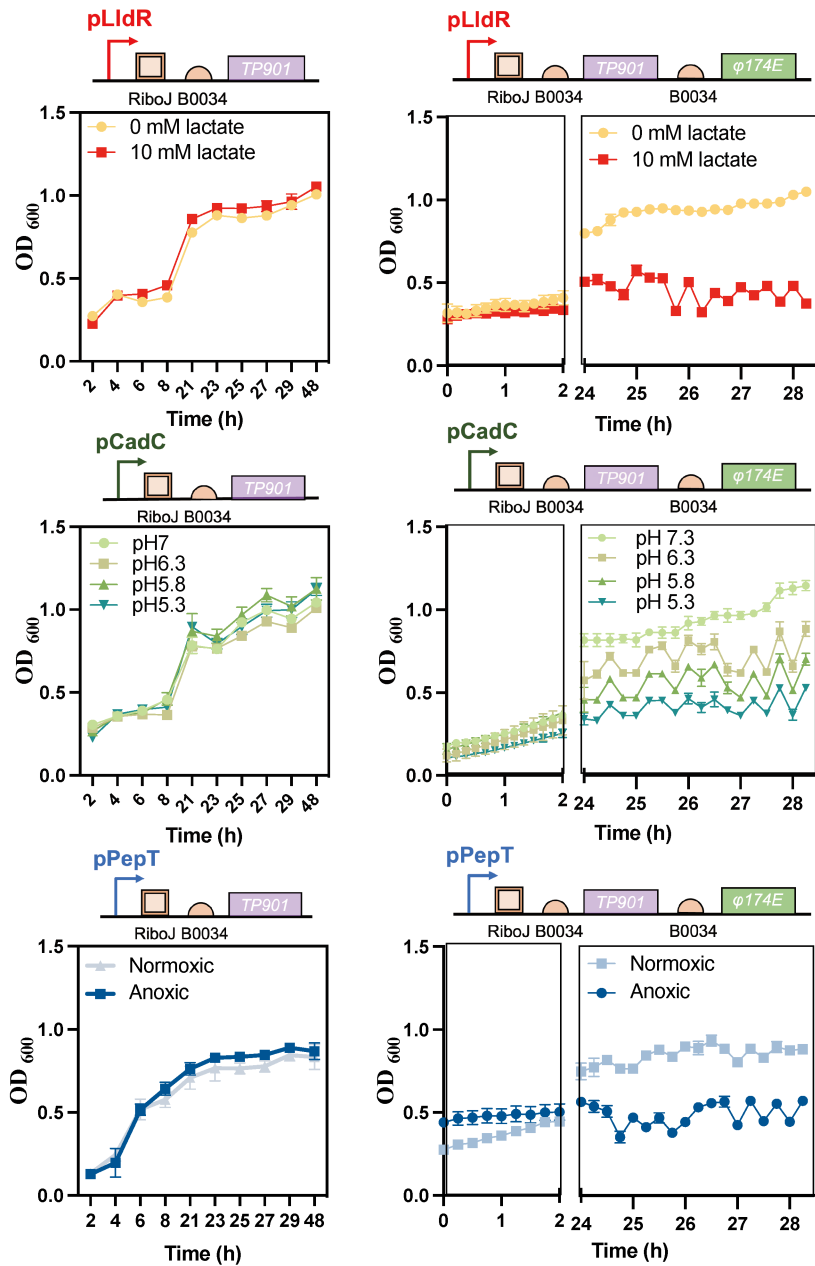 pLldR
TP901
RiboJ B0034
1.5
1.0
0.5
0.0
OD 600
0 mM lactate
10 mM lactate
2 4 6 8 21 23 25 27 29 48
Time (h)
pLldR
TP901
φ174E
RiboJ B0034
B0034
1.5
1.0
0.5
0.0
OD 600
0 mM lactate
10 mM lactate
0 1 2 24 25 26 27 28
Time (h)
pCadC
TP901
RiboJ B0034
1.5
1.0
0.5
0.0
OD 600
pH7
pH6.3
pH5.8
pH5.3
2 4 6 8 21 23 25 27 29 48
Time (h)
pCadC
TP901
φ174E
RiboJ B0034
B0034
1.5
1.0
0.5
0.0
OD 600
pH 7.3
pH 6.3
pH 5.8
pH 5.3
0 1 2 24 25 26 27 28
Time (h)
pPepT
TP901
RiboJ B0034
1.5
1.0
0.5
0.0
OD 600
Normoxic
Anoxic
2 4 6 8 21 23 25 27 29 48
Time (h)
pPepT
TP901
φ174E
RiboJ B0034
B0034
1.5
1.0
0.5
0.0
OD 600
Normoxic
Anoxic
0 1 2 24 25 26 27 28
Time (h)